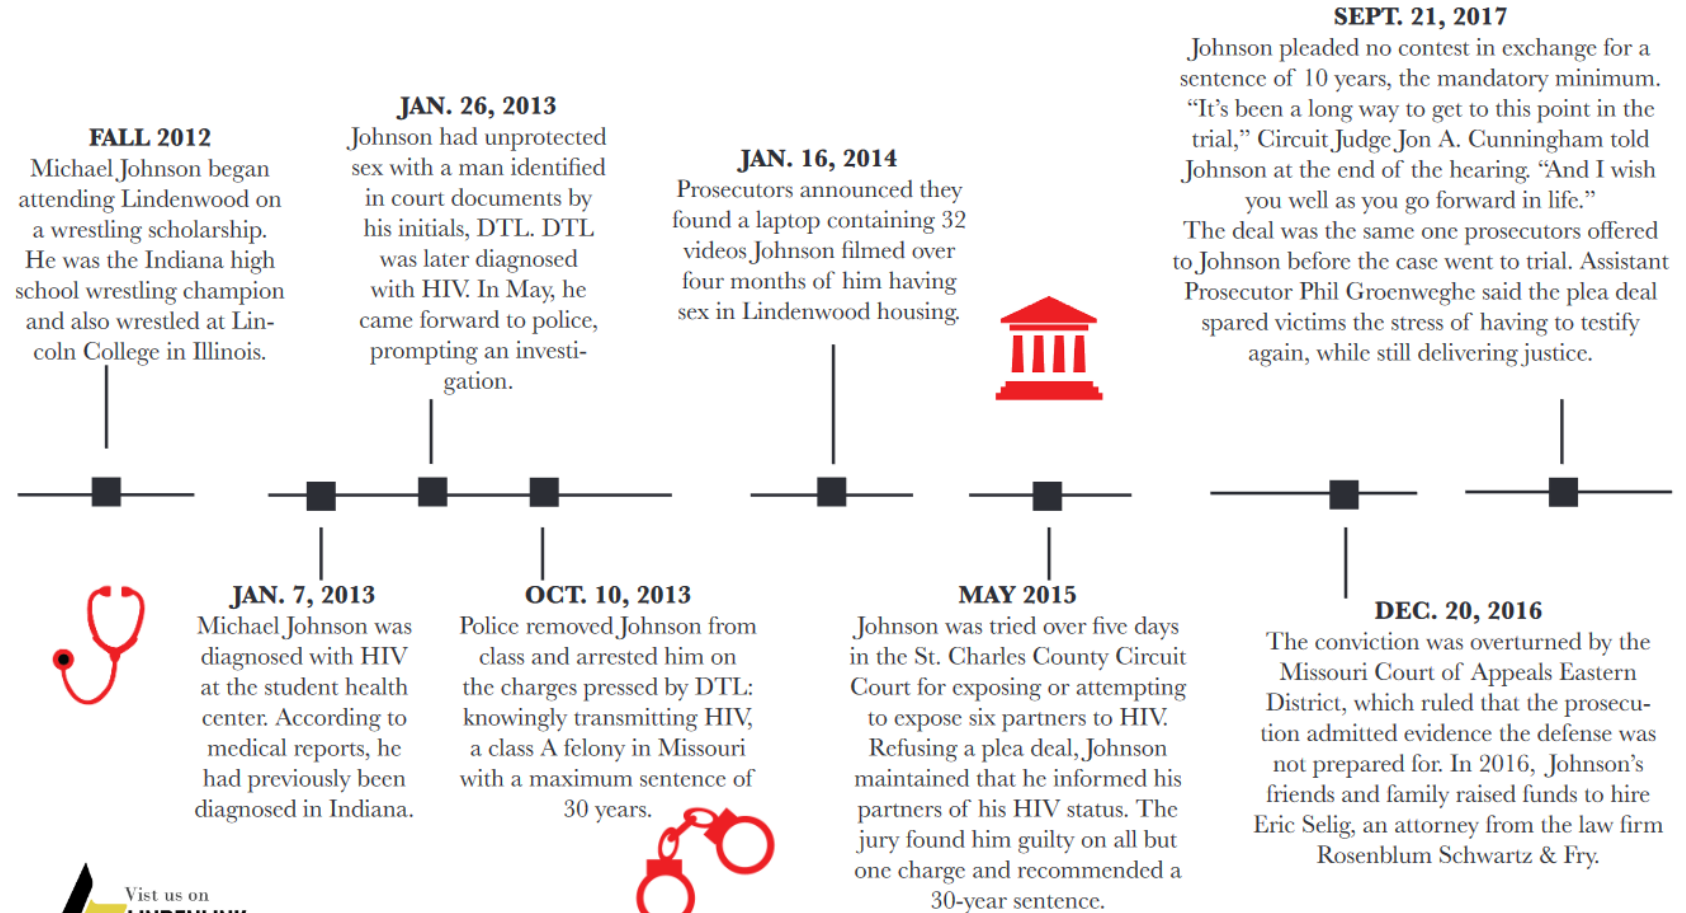 FALL 2012
Michael Johnson began
attending Lindenwood on
a wrestling scholarship.
He was the Indiana high
school wrestling champion
and also wrestled at Lin-
coln College in Illinois.
JAN. 7, 2013
Michael Johnson was
diagnosed with HIV
at the student health
center. According to
medical reports, he
had previously been
diagnosed in Indiana.
JAN. 26, 2013
Johnson had unprotected
sex with a man identified
in court documents by
his initials, DTL. DTL
was later diagnosed
with HIV. In May, he
came forward to police,
prompting an investi-
gation.
OCT. 10, 2013
Police removed Johnson from
class and arrested him on
the charges pressed by DTL:
knowingly transmitting HIV,
a class A felony in Missouri
with a maximum sentence of
30 years.
JAN. 16, 2014
Prosecutors announced they
found a laptop containing 32
videos Johnson filmed over
four months of him having
sex in Lindenwood housing.
MAY 2015
Johnson was tried over five days
in the St. Charles County Circuit
Court for exposing or attempting
to expose six partners to HIV.
Refusing a plea deal, Johnson
maintained that he informed his
partners of his HIV status. The
jury found him guilty on all but
one charge and recommended a
30-year sentence.
DEC. 20, 2016
The conviction was overturned by the
Missouri Court of Appeals Eastern
District, which ruled that the prosecu-
tion admitted evidence the defense was
not prepared for. In 2016, Johnson's
friends and family raised funds to hire
Eric Selig, an attorney from the law firm
Rosenblum Schwartz & Fry.
SEPT. 21, 2017
Johnson pleaded no contest in exchange for a
sentence of 10 years, the mandatory minimum.
“It’s been a long way to get to this point in the
trial,” Circuit Judge Jon A. Cunningham told
Johnson at the end of the hearing. “And I wish
you well as you go forward in life.”
The deal was the same one prosecutors offered
to Johnson before the case went to trial. Assistant
Prosecutor Phil Groenweghe said the plea deal
spared victims the stress of having to testify
again, while still delivering justice.
Vist us on
LINDENLINK